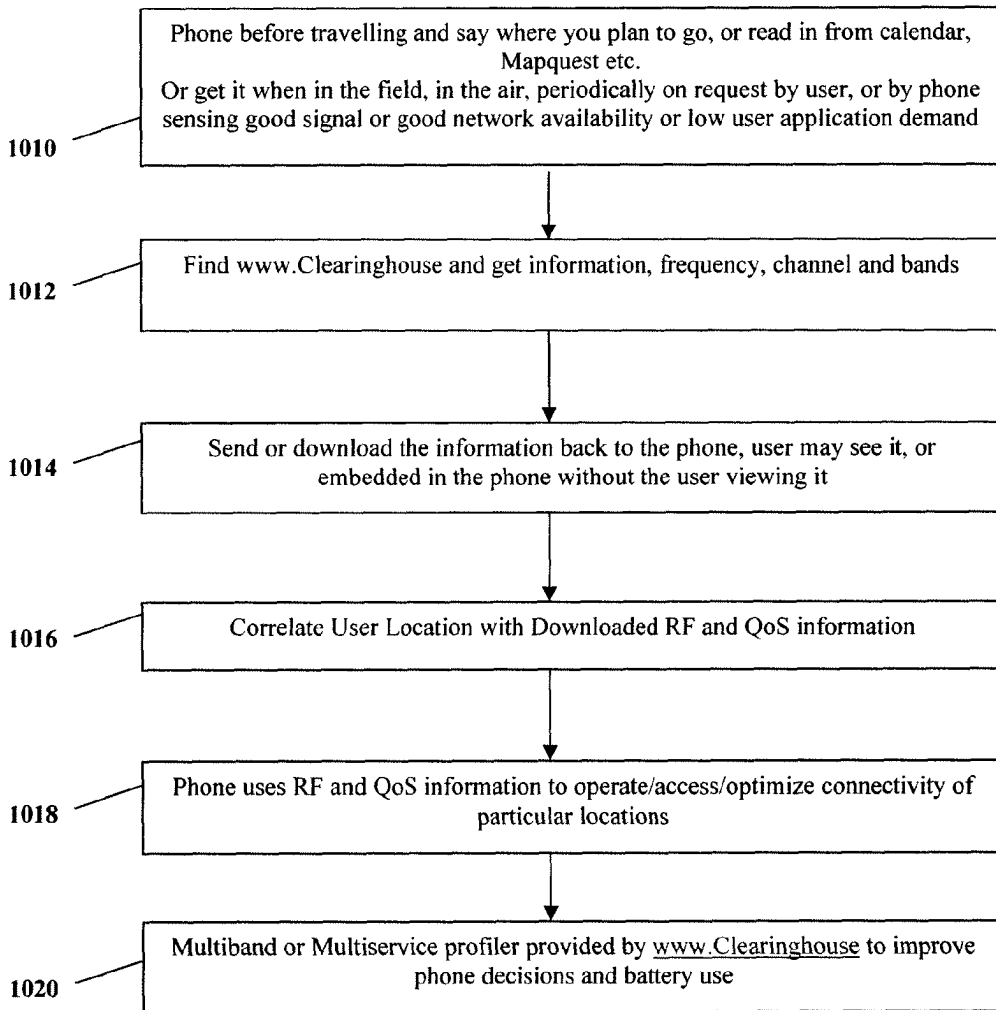 Phone before travelling and say where you plan to go, or read in from calendar,
Mapquest etc.
Or get it when in the field, in the air, periodically on request by user, or by phone
sensing good signal or good network availability or low user application demand
1010
Find www.Clearinghouse and get information, frequency, channel and bands
1012
Send or download the information back to the phone, user may see it, or
embedded in the phone without the user viewing it
1014
Correlate User Location with Downloaded RF and QoS information
1016
Phone uses RF and QoS information to operate/access/optimize connectivity of
particular locations
1018
Multiband or Multiservice profiler provided by www.Clearinghouse to improve
phone decisions and battery use
1020